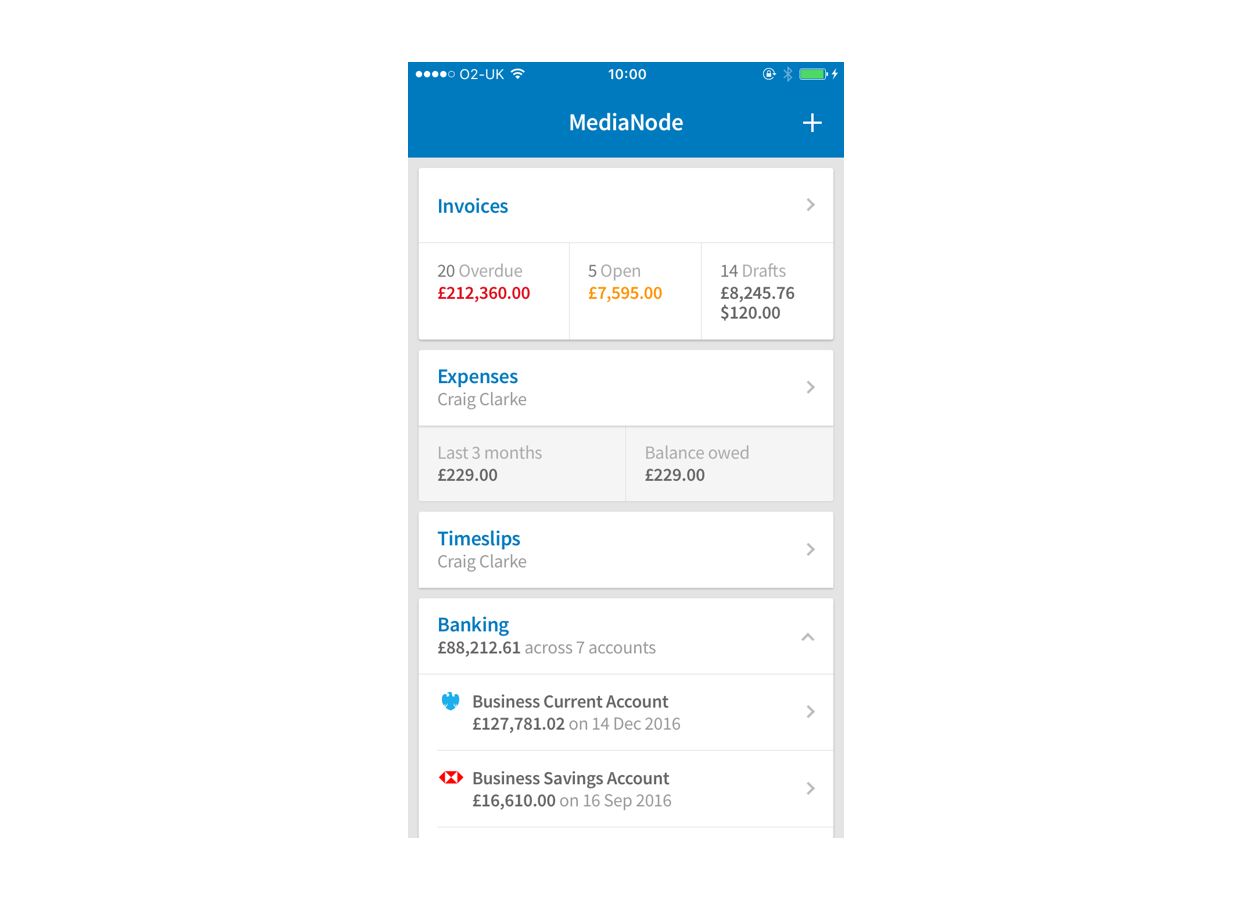 O2-UK 10:00
MediaNode
Invoices
20 Overdue 5 Open 14 Drafts
£212,360.00 £7,595.00 £8,245.76
$120.00
Expenses
Craig Clarke
Last 3 months Balance owed
£229.00 £229.00
Timeslips
Craig Clarke
Banking
£88,212.61 across 7 accounts
Business Current Account
£127,781.02 on 14 Dec 2016
Business Savings Account
£16,610.00 on 16 Sep 2016